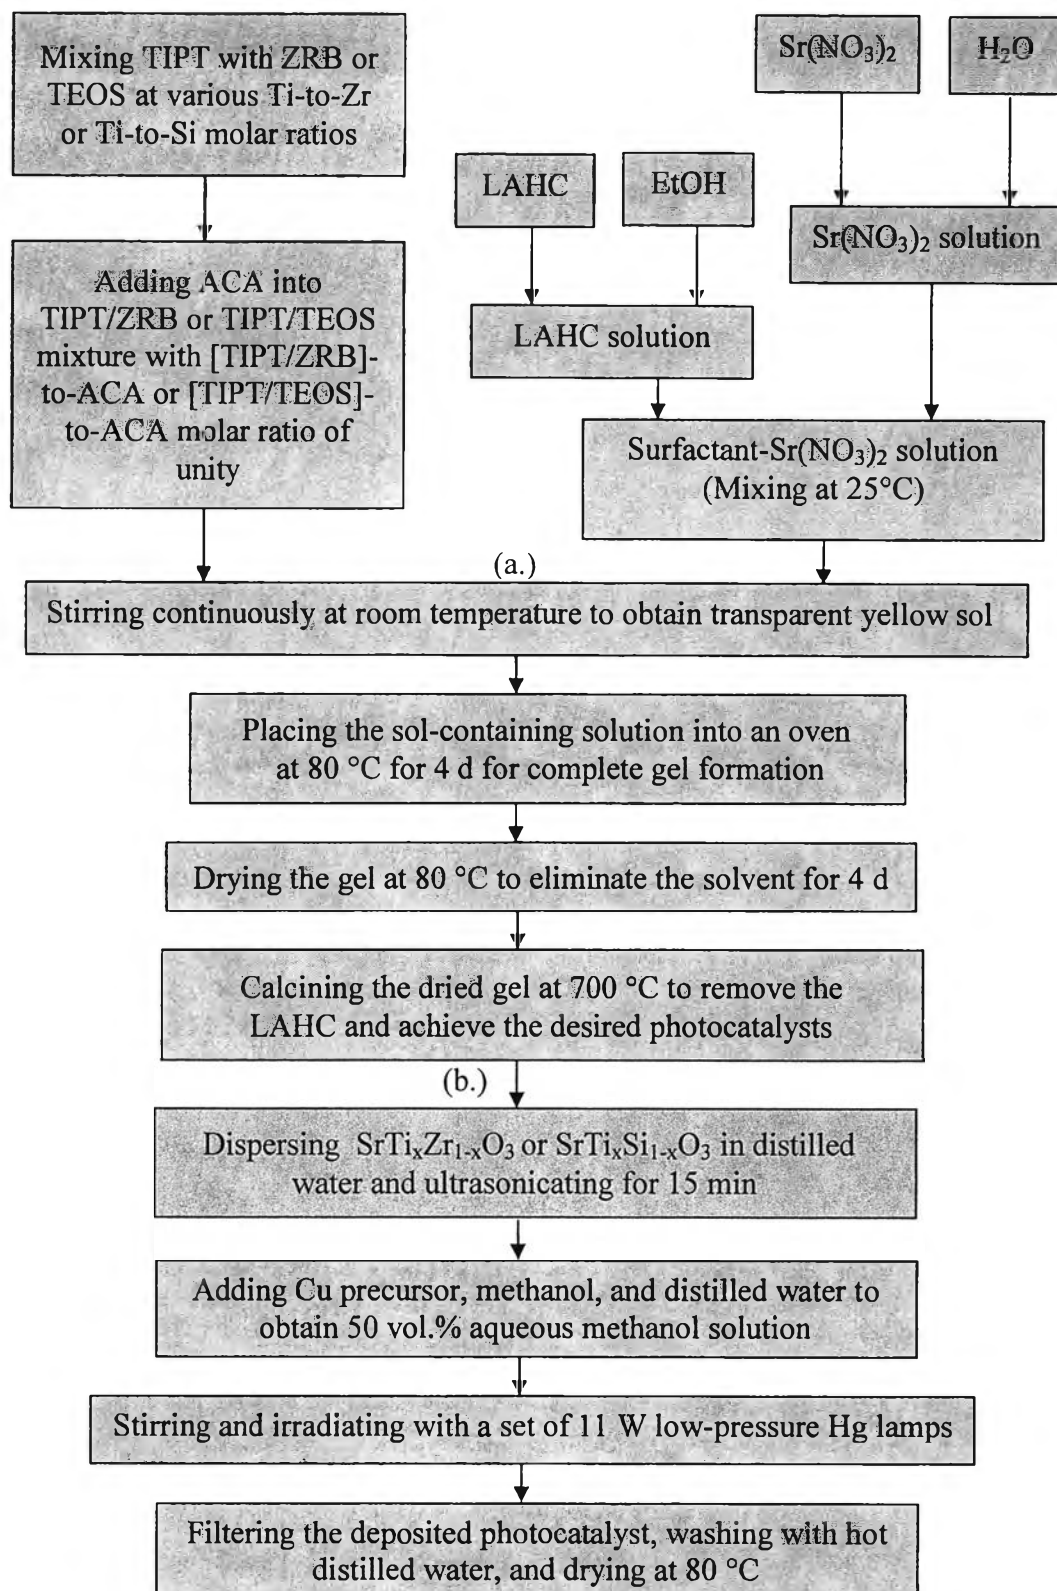 Mixing TIPT with ZRB or
TEOS at various Ti-to-Zr
or Ti-to-Si molar ratios
Sr(NO₃)₂
H₂O
LAHC
EtOH
Sr(NO₃)₂ solution
Adding ACA into
TIPT/ZRB or TIPT/TEOS
mixture with [TIPT/ZRB]-
to-ACA or [TIPT/TEOS]-
to-ACA molar ratio of
unity
LAHC solution
Surfactant-Sr(NO₃)₂ solution
(Mixing at 25°C)
(a.)
Stirring continuously at room temperature to obtain transparent yellow sol
Placing the sol-containing solution into an oven
at 80 °C for 4 d for complete gel formation
Drying the gel at 80 °C to eliminate the solvent for 4 d
Calcining the dried gel at 700 °C to remove the
LAHC and achieve the desired photocatalysts
(b.)
Dispersing SrTiₓZr₁₋ₓO₃ or SrTiₓSi₁₋ₓO₃ in distilled
water and ultrasonicating for 15 min
Adding Cu precursor, methanol, and distilled water to
obtain 50 vol.% aqueous methanol solution
Stirring and irradiating with a set of 11 W low-pressure Hg lamps
Filtering the deposited photocatalyst, washing with hot
distilled water, and drying at 80 °C